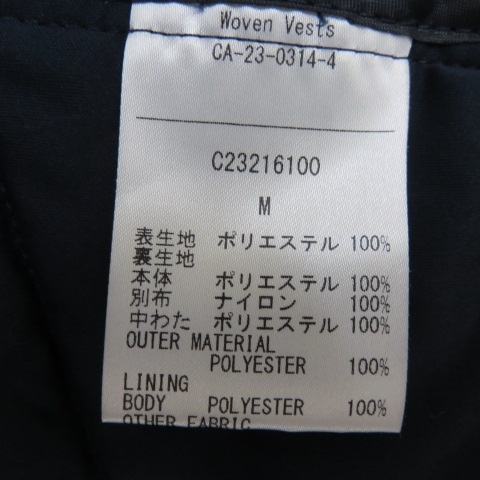 Woven Vests
CA-23-0314-4
C23216100
M
表生地 ポリエステル 100%
裏生地
本体 ポリエステル 100%
別布 ナイロン 100%
中わた ポリエステル 100%
OUTER MATERIAL
POLYESTER 100%
LINING
BODY POLYESTER 100%
OTHER FABRIC